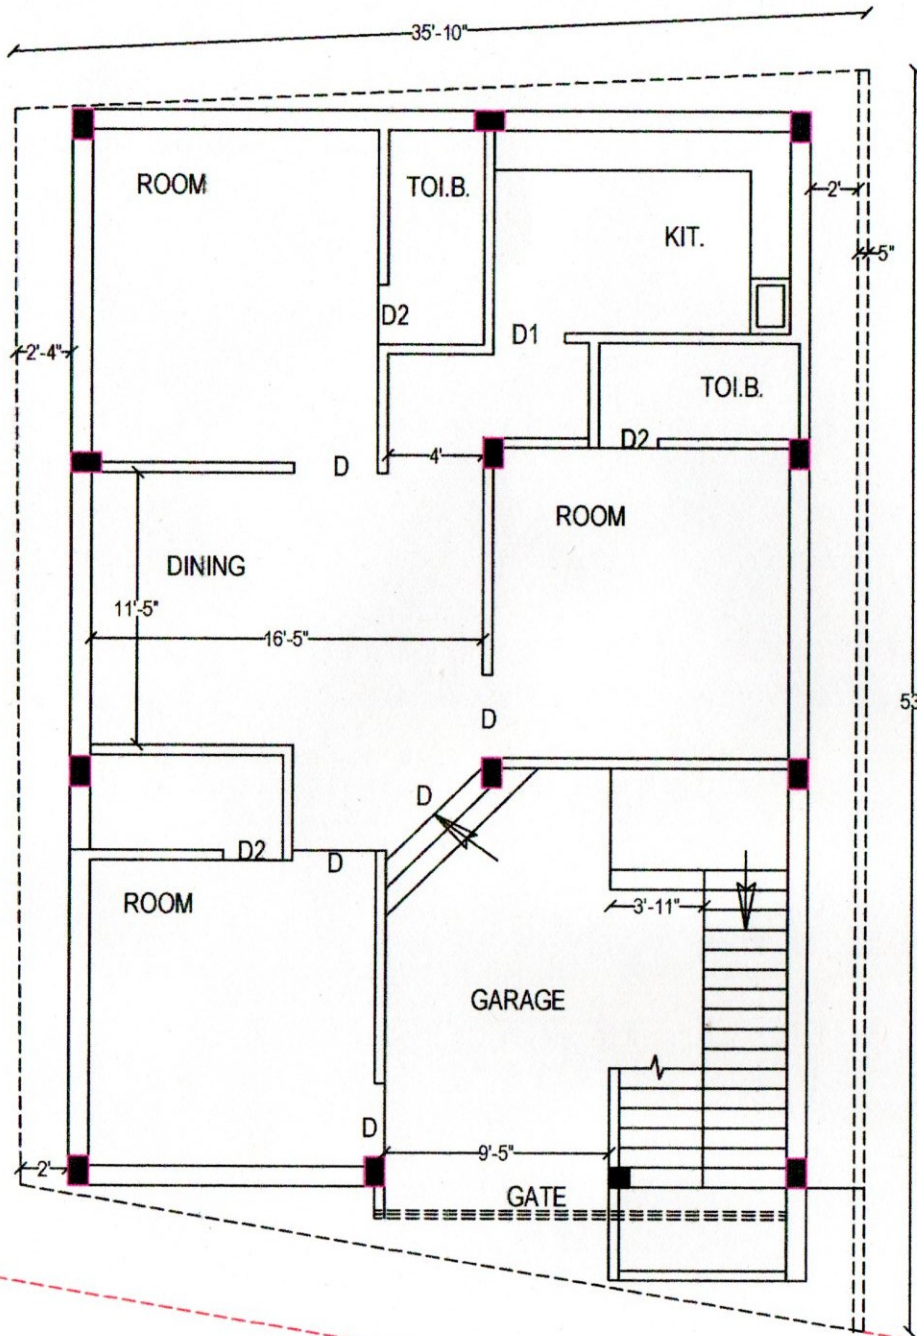 35'-10"
ROOM
TOI.B.
KIT.
2'
5"
D2
D1
2'-4"
TOI.B.
D2
D
4'
ROOM
DINING
11'-5"
16'-5"
53
D
D
D2
D
ROOM
3'-11"
GARAGE
D
9'-5"
2'
GATE